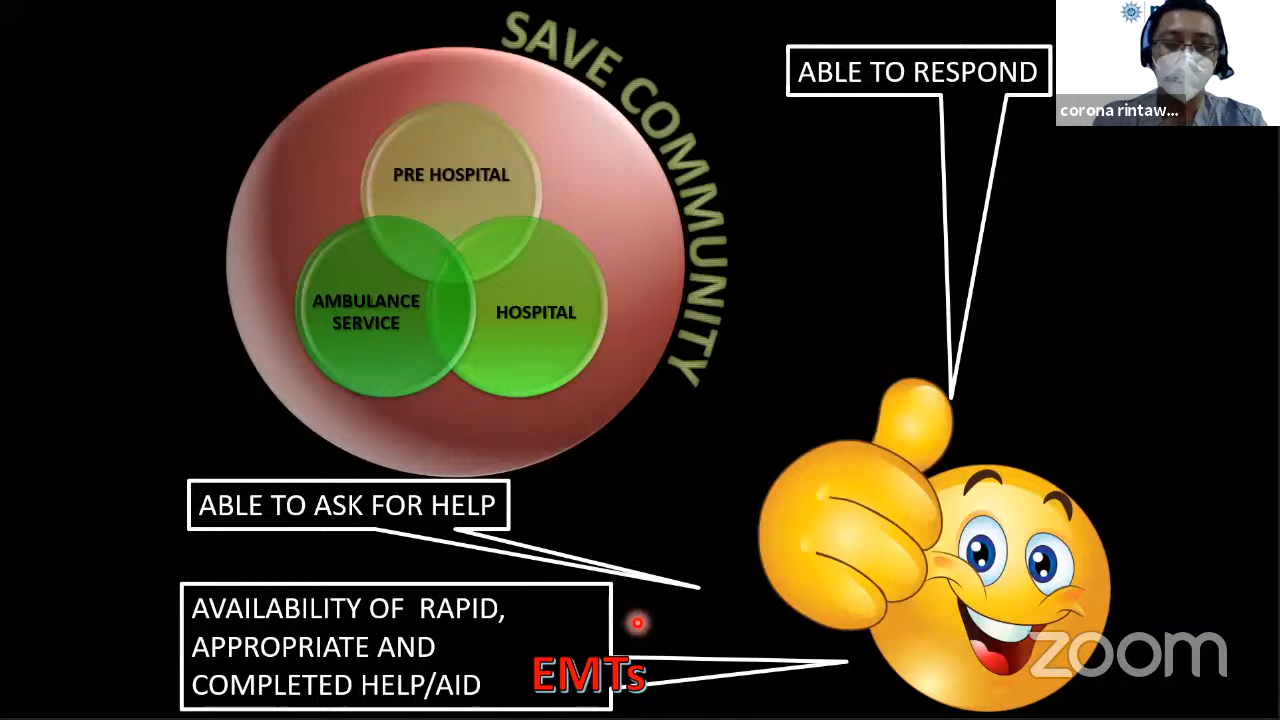 SAVE COMMUNITY
PRE HOSPITAL
AMBULANCE
SERVICE
HOSPITAL
ABLE TO RESPOND
corona rintaw...
ABLE TO ASK FOR HELP
AVAILABILITY OF RAPID,
APPROPRIATE AND
COMPLETED HELP/AID
EMTs
zoom